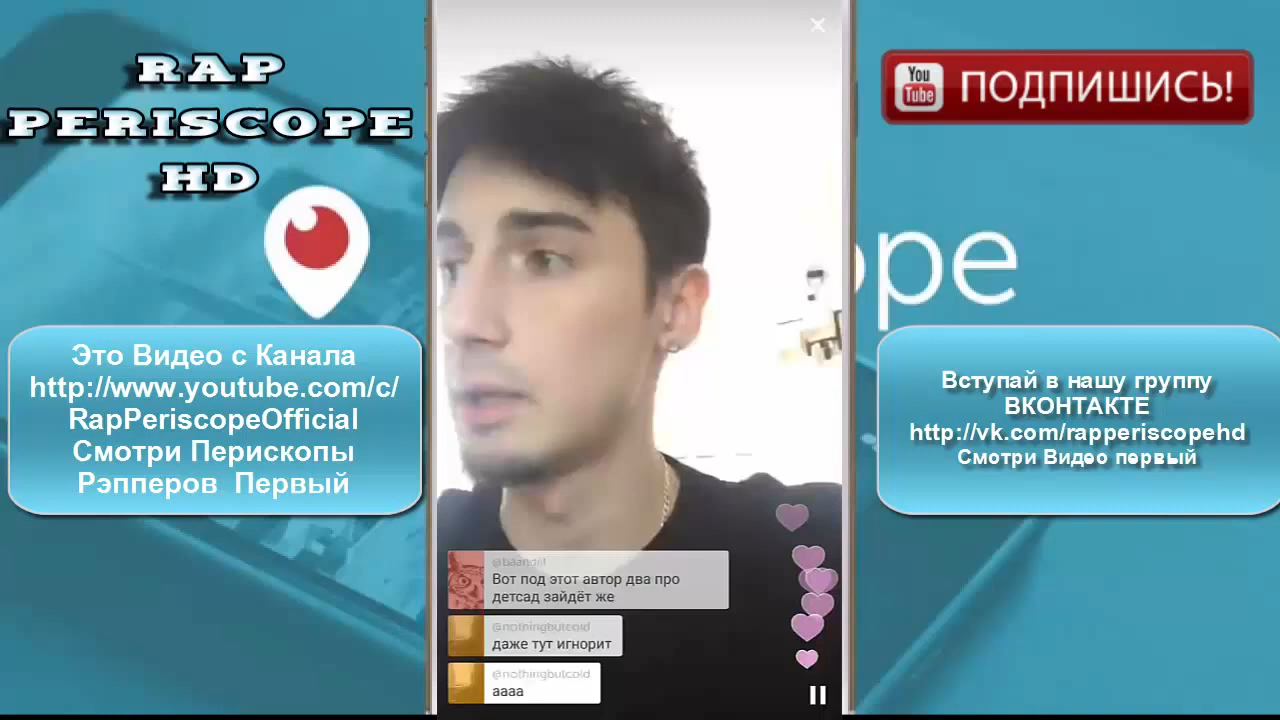 RAP
PERISCOPE
HD
Это Видео с Канала
http://www.youtube.com/c/
RapPeriscopeOfficial
Смотри Перископы
Рэпперов Первый
Вот под этот автор два про
детсад зайдёт же
@nothingbutcold
даже тут игнорит
@nothingbutcold
аааа
You
Tube
ПОДПИШИСЬ!
ope
Вступай в нашу группу
ВКОНТАКТЕ
http://vk.com/rapperiscopehd
Смотри Видео первый